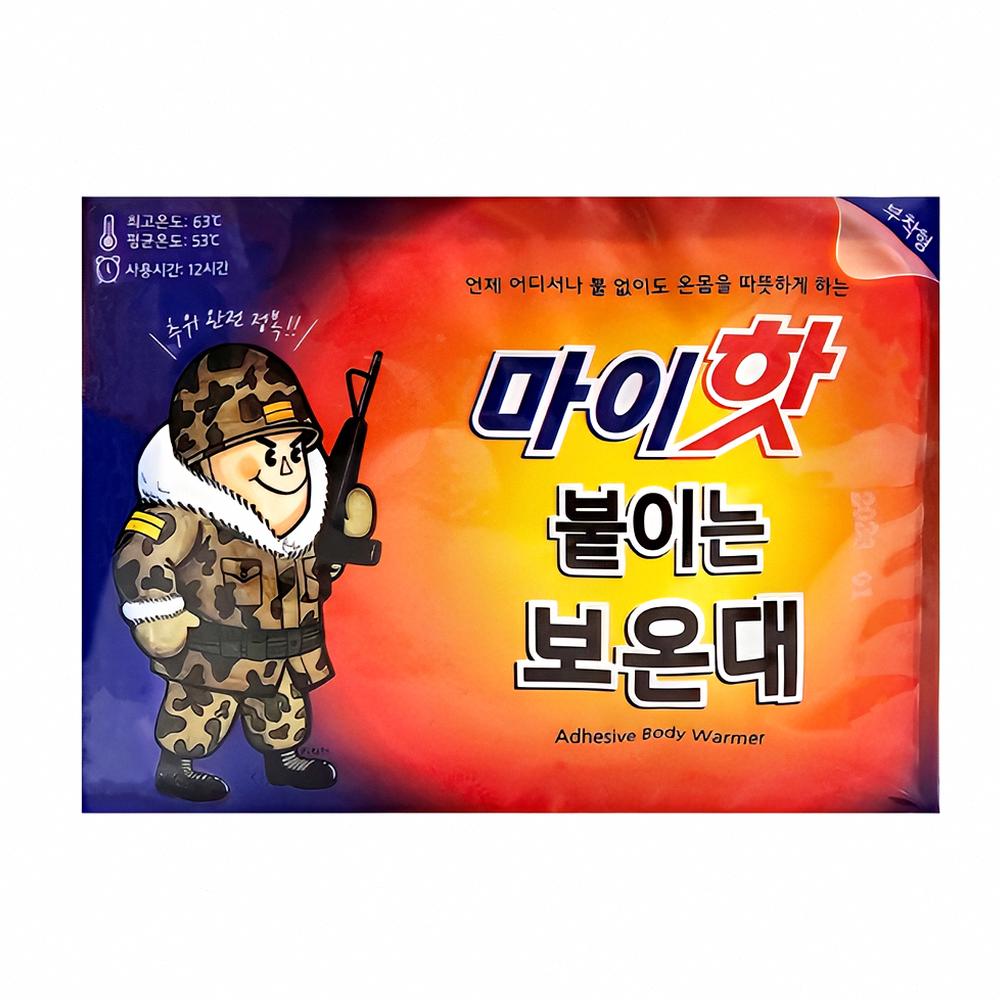 최고온도: 63℃
평균온도: 53℃
사용시간: 12시간
부착형
언제 어디서나 불 없이도 온몸을 따뜻하게 하는
추위 완전 정복!!
마이핫
붙이는
보온대
Adhesive Body Warmer